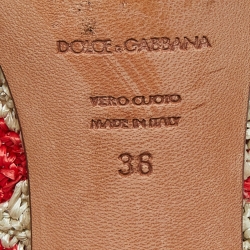 DOLCE & GABBANA
VERO CUOIO
MADE IN ITALY
36